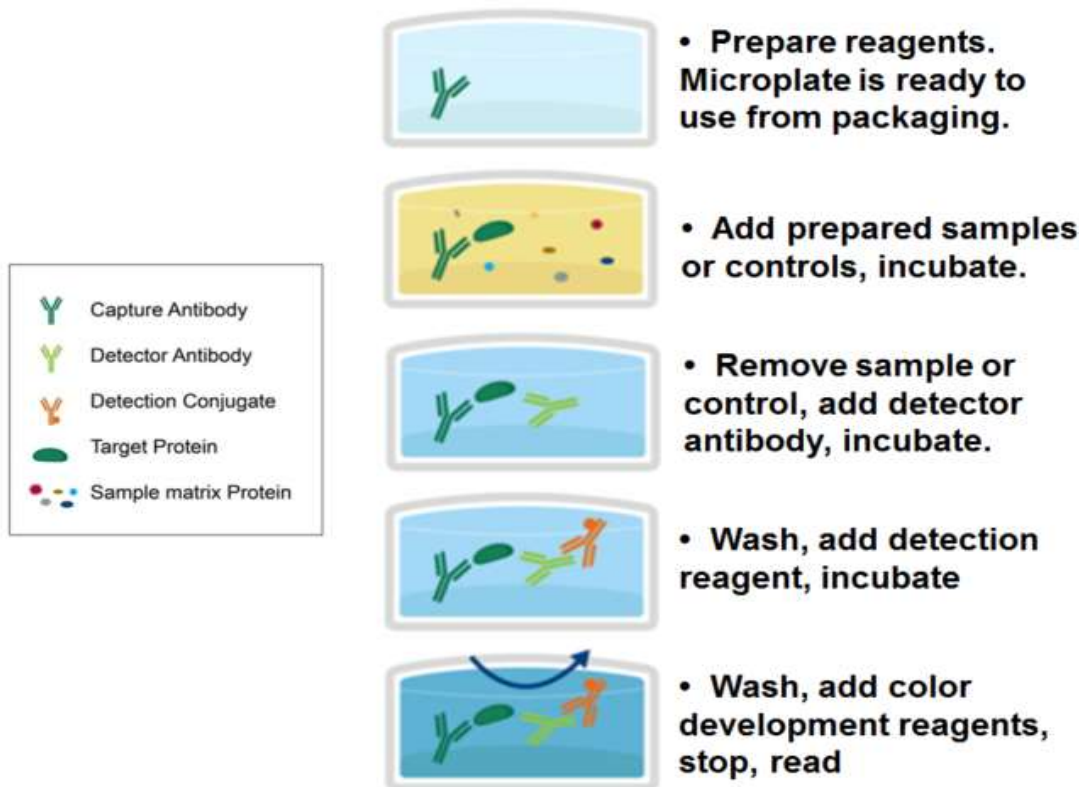 • Prepare reagents.
Microplate is ready to
use from packaging.
• Add prepared samples
or controls, incubate.
Capture Antibody
Detector Antibody
Detection Conjugate
Target Protein
Sample matrix Protein
• Remove sample or
control, add detector
antibody, incubate.
• Wash, add detection
reagent, incubate
• Wash, add color
development reagents,
stop, read